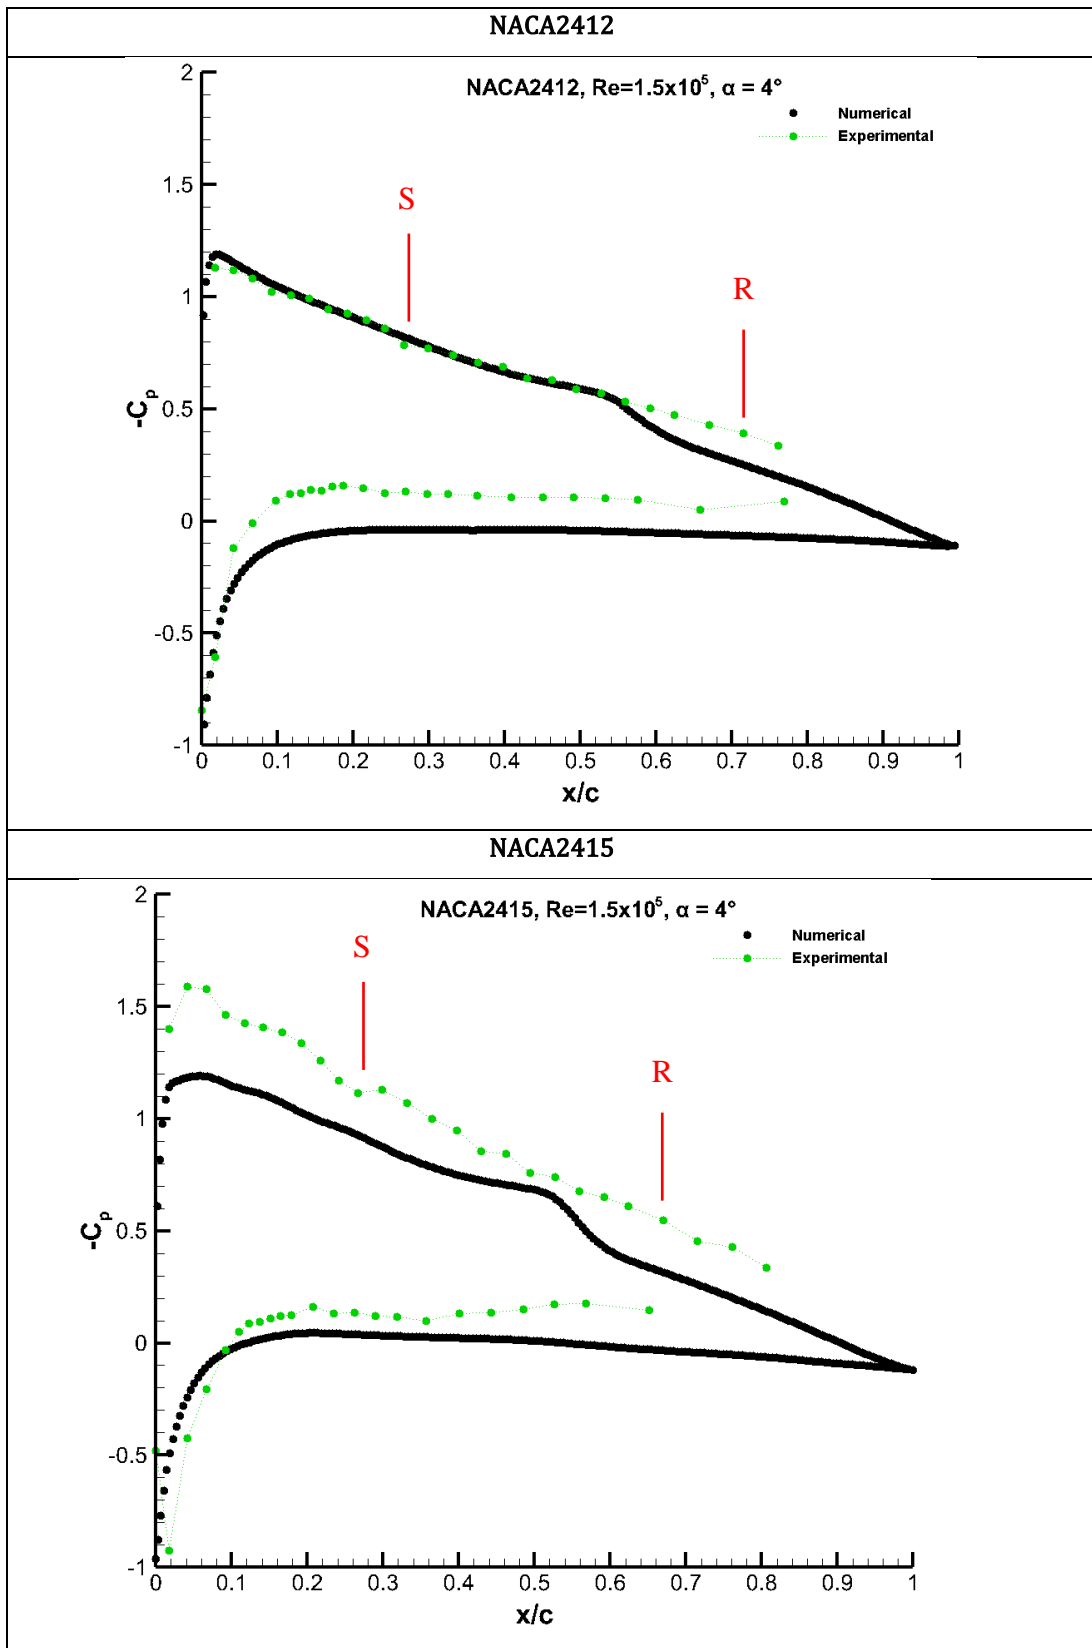 NACA2412
NACA2412, Re=1.5x10⁵, α = 4°
Numerical
Experimental
S
R
2
1.5
1
0.5
0
-0.5
-1
-Cₚ
0 0.1 0.2 0.3 0.4 0.5 0.6 0.7 0.8 0.9 1
x/c
NACA2415
NACA2415, Re=1.5x10⁵, α = 4°
Numerical
Experimental
S
R
2
1.5
1
0.5
0
-0.5
-1
-Cₚ
0 0.1 0.2 0.3 0.4 0.5 0.6 0.7 0.8 0.9 1
x/c